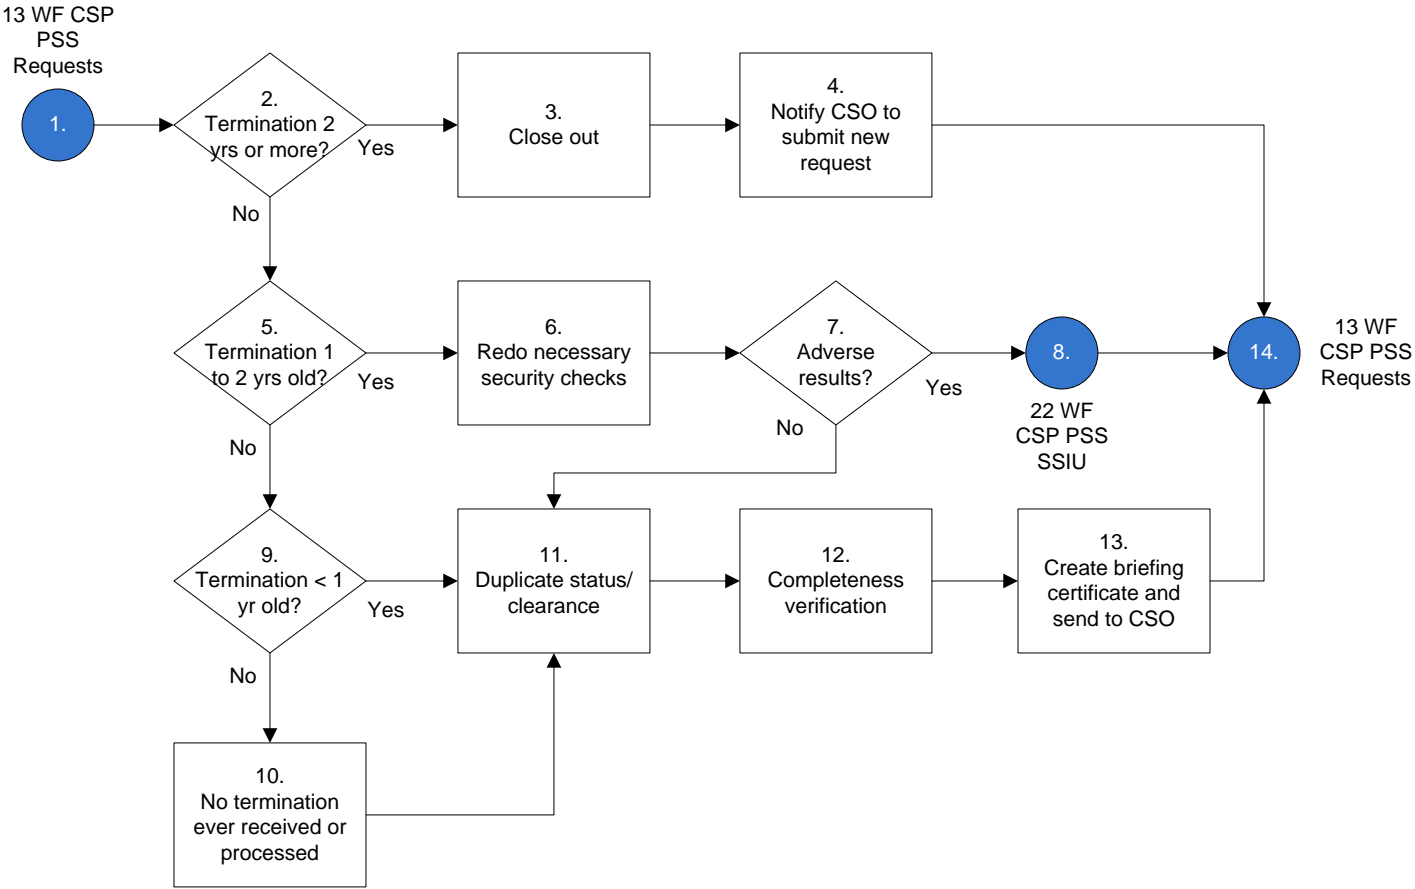 13 WF CSP
PSS
Requests
1.
2.
Termination 2
yrs or more?
Yes
No
3.
Close out
4.
Notify CSO to
submit new
request
5.
Termination 1
to 2 yrs old?
Yes
No
6.
Redo necessary
security checks
7.
Adverse
results?
Yes
No
8.
22 WF
CSP PSS
SSIU
14.
13 WF
CSP PSS
Requests
9.
Termination < 1
yr old?
Yes
No
11.
Duplicate status/
clearance
12.
Completeness
verification
13.
Create briefing
certificate and
send to CSO
10.
No termination
ever received or
processed